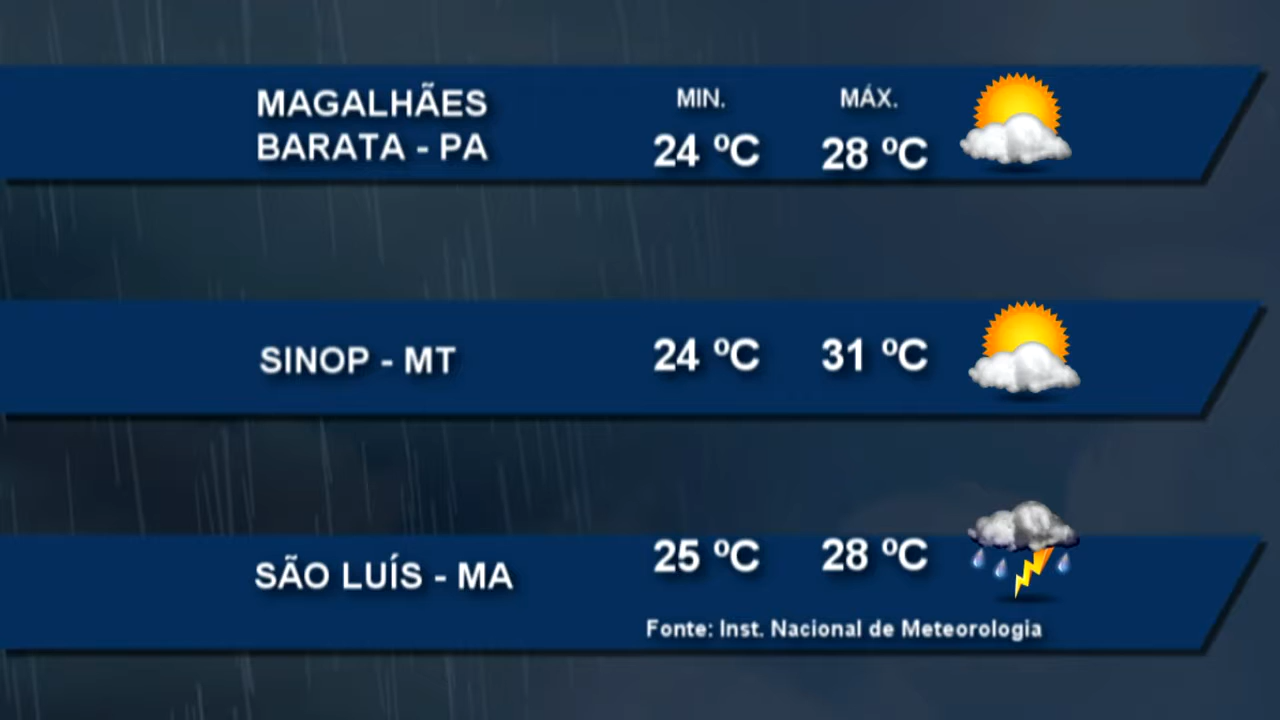 MAGALHÃES
BARATA - PA
MIN.
MÁX.
24 ºC
28 ºC
SINOP - MT
24 ºC
31 ºC
SÃO LUÍS - MA
25 ºC
28 ºC
Fonte: Inst. Nacional de Meteorologia